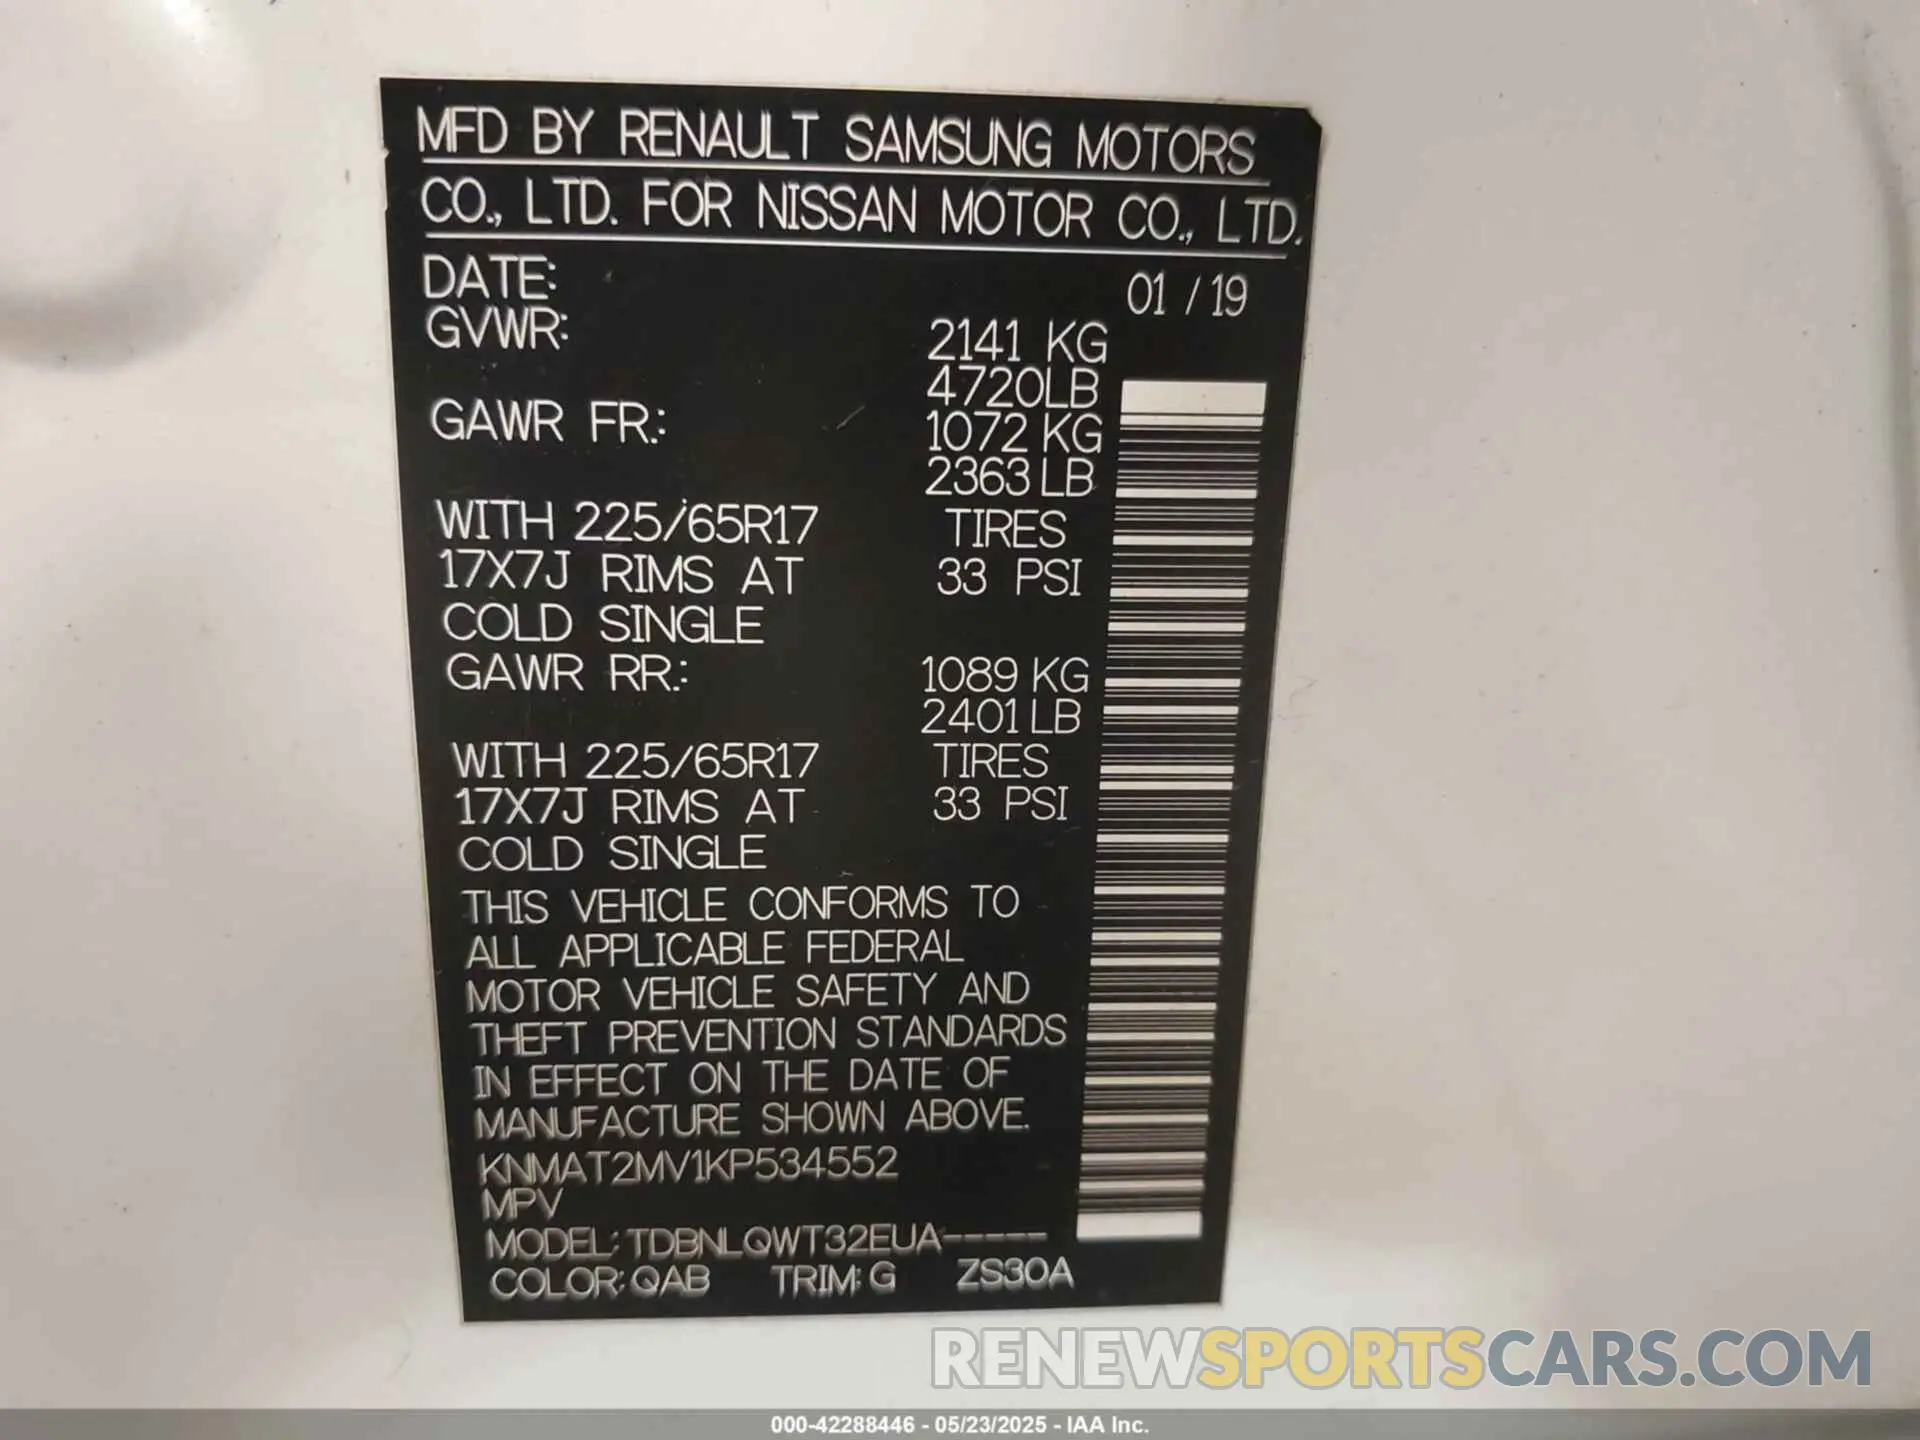 MFD BY RENAULT SAMSUNG MOTORS
CO., LTD. FOR NISSAN MOTOR CO., LTD.
DATE: 01 / 19
GVWR: 2141 KG
4720LB
GAWR FR.: 1072 KG
2363 LB
WITH 225/65R17 TIRES
17X7J RIMS AT 33 PSI
COLD SINGLE
GAWR RR.: 1089 KG
2401 LB
WITH 225/65R17 TIRES
17X7J RIMS AT 33 PSI
COLD SINGLE
THIS VEHICLE CONFORMS TO
ALL APPLICABLE FEDERAL
MOTOR VEHICLE SAFETY AND
THEFT PREVENTION STANDARDS
IN EFFECT ON THE DATE OF
MANUFACTURE SHOWN ABOVE.
KNMAT2MV1KP534552
MPV
MODEL: TDBNLQWT32EUA-----
COLOR: QAB TRIM: G ZS30A
RENEWSPORTSCARS.COM
000-42288446 - 05/23/2025 - IAA Inc.